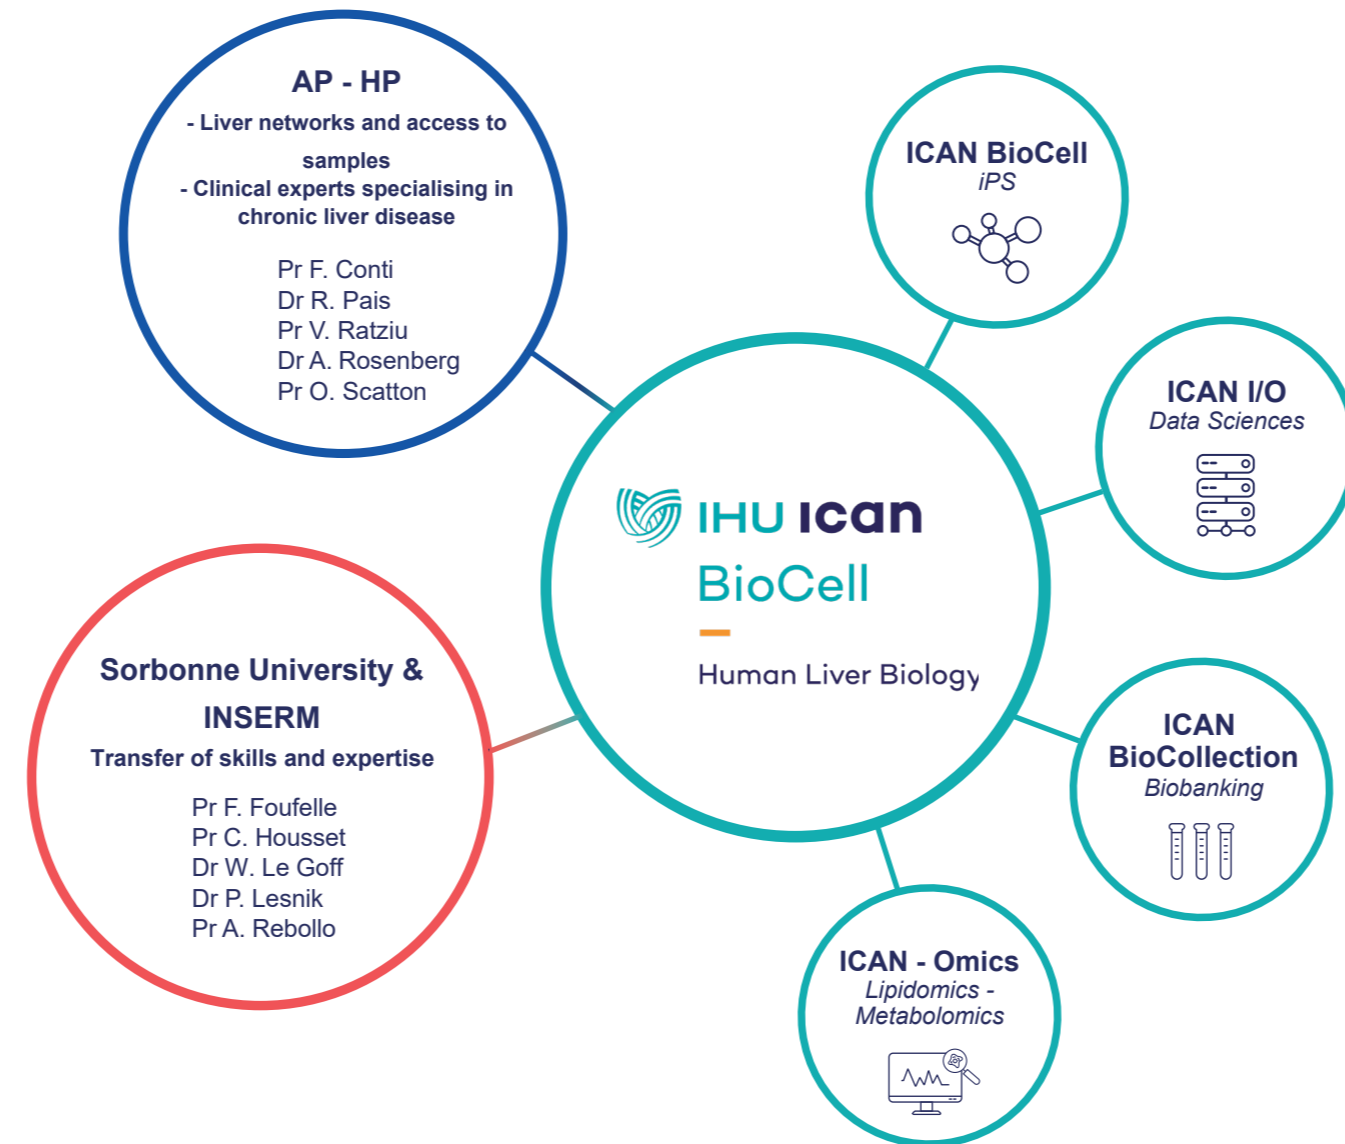 AP - HP
- Liver networks and access to
samples
- Clinical experts specialising in
chronic liver disease
Pr F. Conti
Dr R. Pais
Pr V. Ratziu
Dr A. Rosenberg
Pr O. Scatton
ICAN BioCell
iPS
ICAN I/O
Data Sciences
IHU ican
BioCell
Human Liver Biology
Sorbonne University &
INSERM
Transfer of skills and expertise
Pr F. Foufelle
Pr C. Housset
Dr W. Le Goff
Dr P. Lesnik
Pr A. Rebollo
ICAN
BioCollection
Biobanking
ICAN - Omics
Lipidomics -
Metabolomics